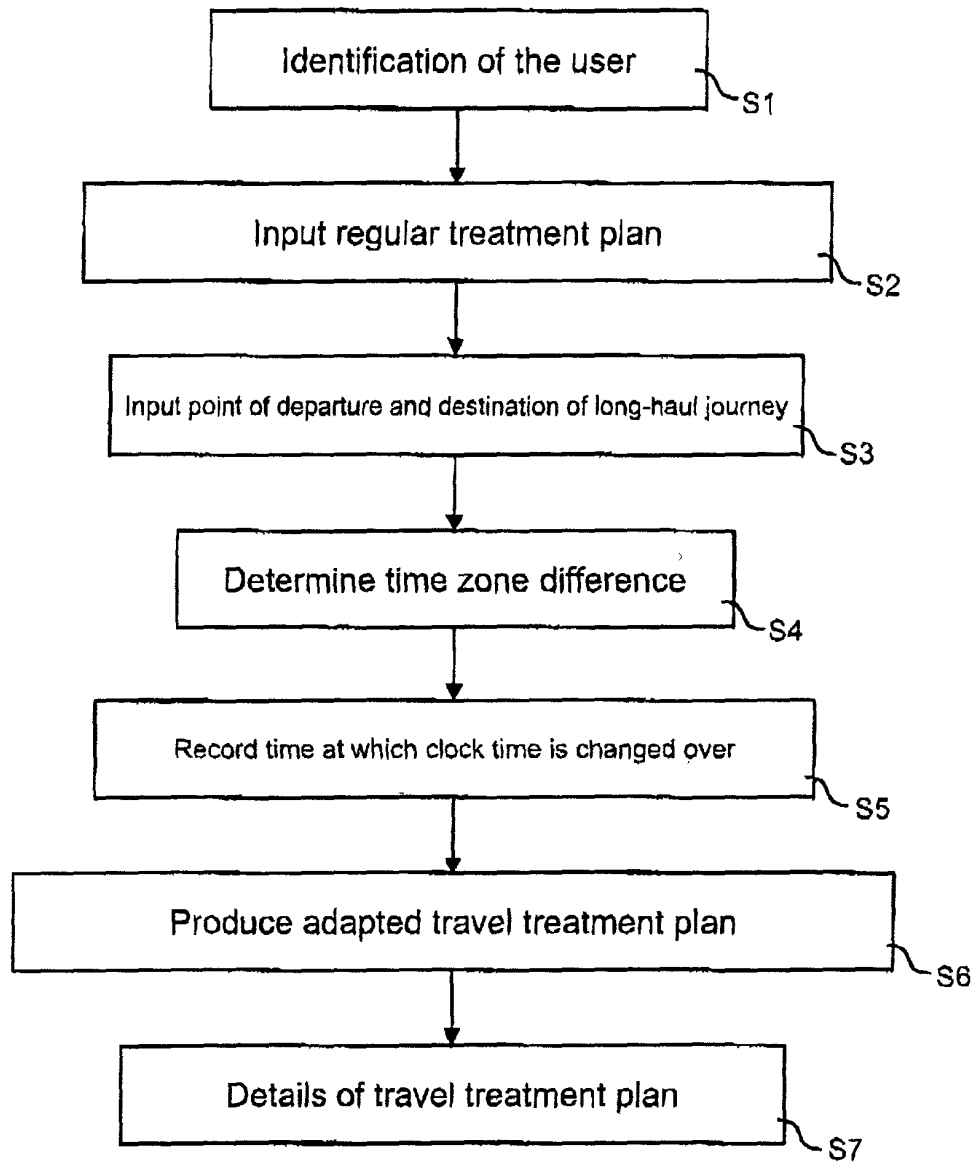 Identification of the user
S1
Input regular treatment plan
S2
Input point of departure and destination of long-haul journey
S3
Determine time zone difference
S4
Record time at which clock time is changed over
S5
Produce adapted travel treatment plan
S6
Details of travel treatment plan
S7